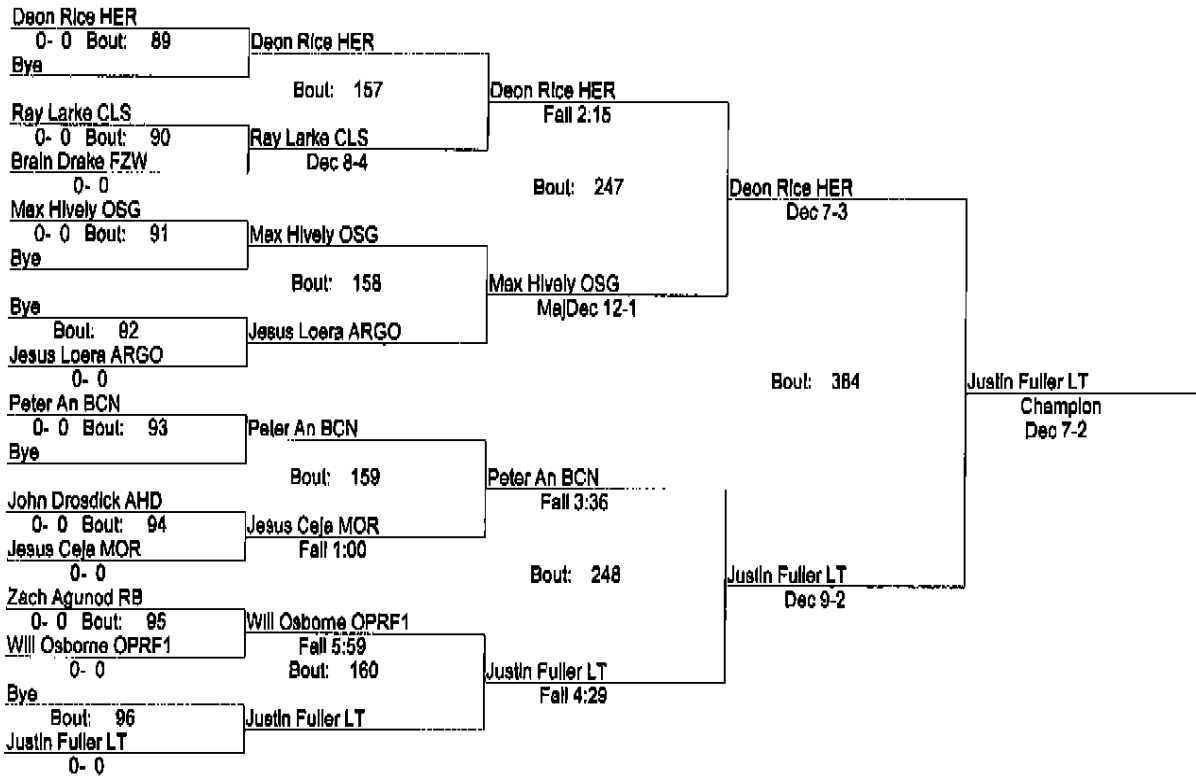 Deon Rice HER
0- 0 Bout: 89
Bye
Deon Rice HER
Bout: 157
Ray Larke CLS
0- 0 Bout: 90
Brain Drake FZW
0- 0
Ray Larke CLS
Dec 8-4
Deon Rice HER
Fall 2:15
Bout: 247
Max Hively OSG
0- 0 Bout: 91
Bye
Max Hively OSG
Bout: 158
Bye
Bout: 92
Jesus Loera ARGO
0- 0
Jesus Loera ARGO
Max Hively OSG
MajDec 12-1
Deon Rice HER
Dec 7-3
Bout: 384
Peter An BCN
0- 0 Bout: 93
Bye
Peter An BCN
Bout: 159
John Drosdick AHD
0- 0 Bout: 94
Jesus Ceja MOR
0- 0
Jesus Ceja MOR
Fall 1:00
Peter An BCN
Fall 3:36
Bout: 248
Zach Agunod RB
0- 0 Bout: 95
Will Osborne OPRF1
0- 0
Will Osborne OPRF1
Fall 5:59
Bout: 160
Bye
Bout: 96
Justin Fuller LT
0- 0
Justin Fuller LT
Justin Fuller LT
Fall 4:29
Justin Fuller LT
Dec 9-2
Justin Fuller LT
Champion
Dec 7-2